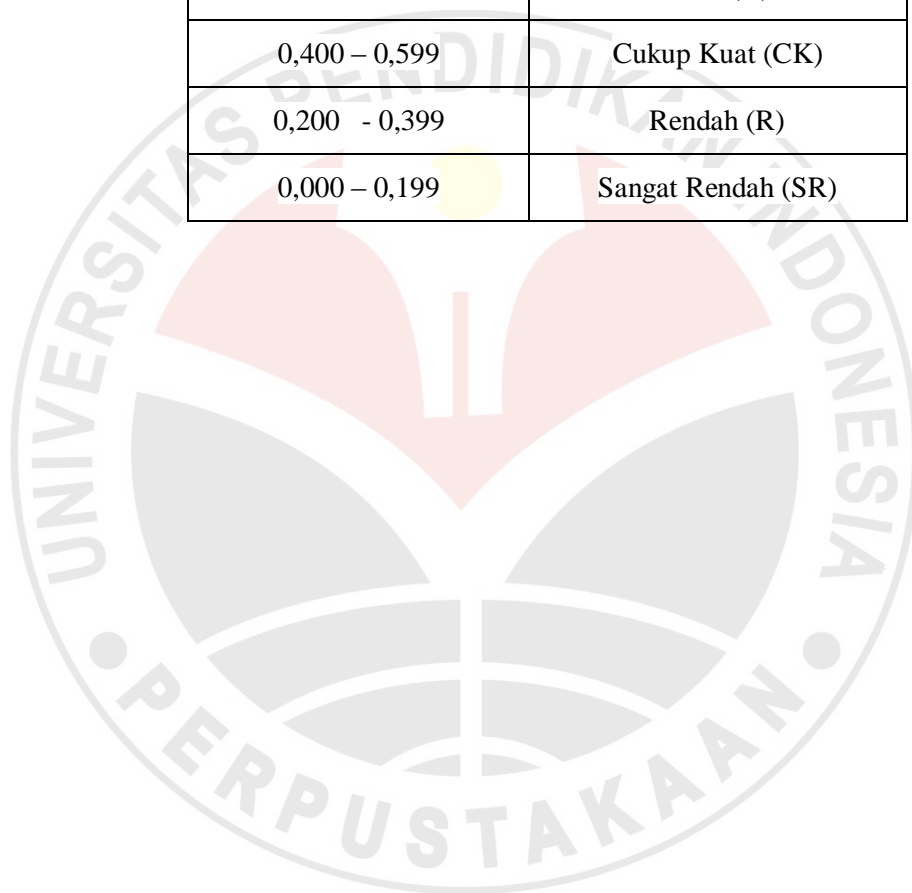 0,400 – 0,599 Cukup Kuat (CK)
0,200 - 0,399 Rendah (R)
0,000 – 0,199 Sangat Rendah (SR)
UNIVERSITAS PENDIDIKAN INDONESIA
PERPUSTAKAAN